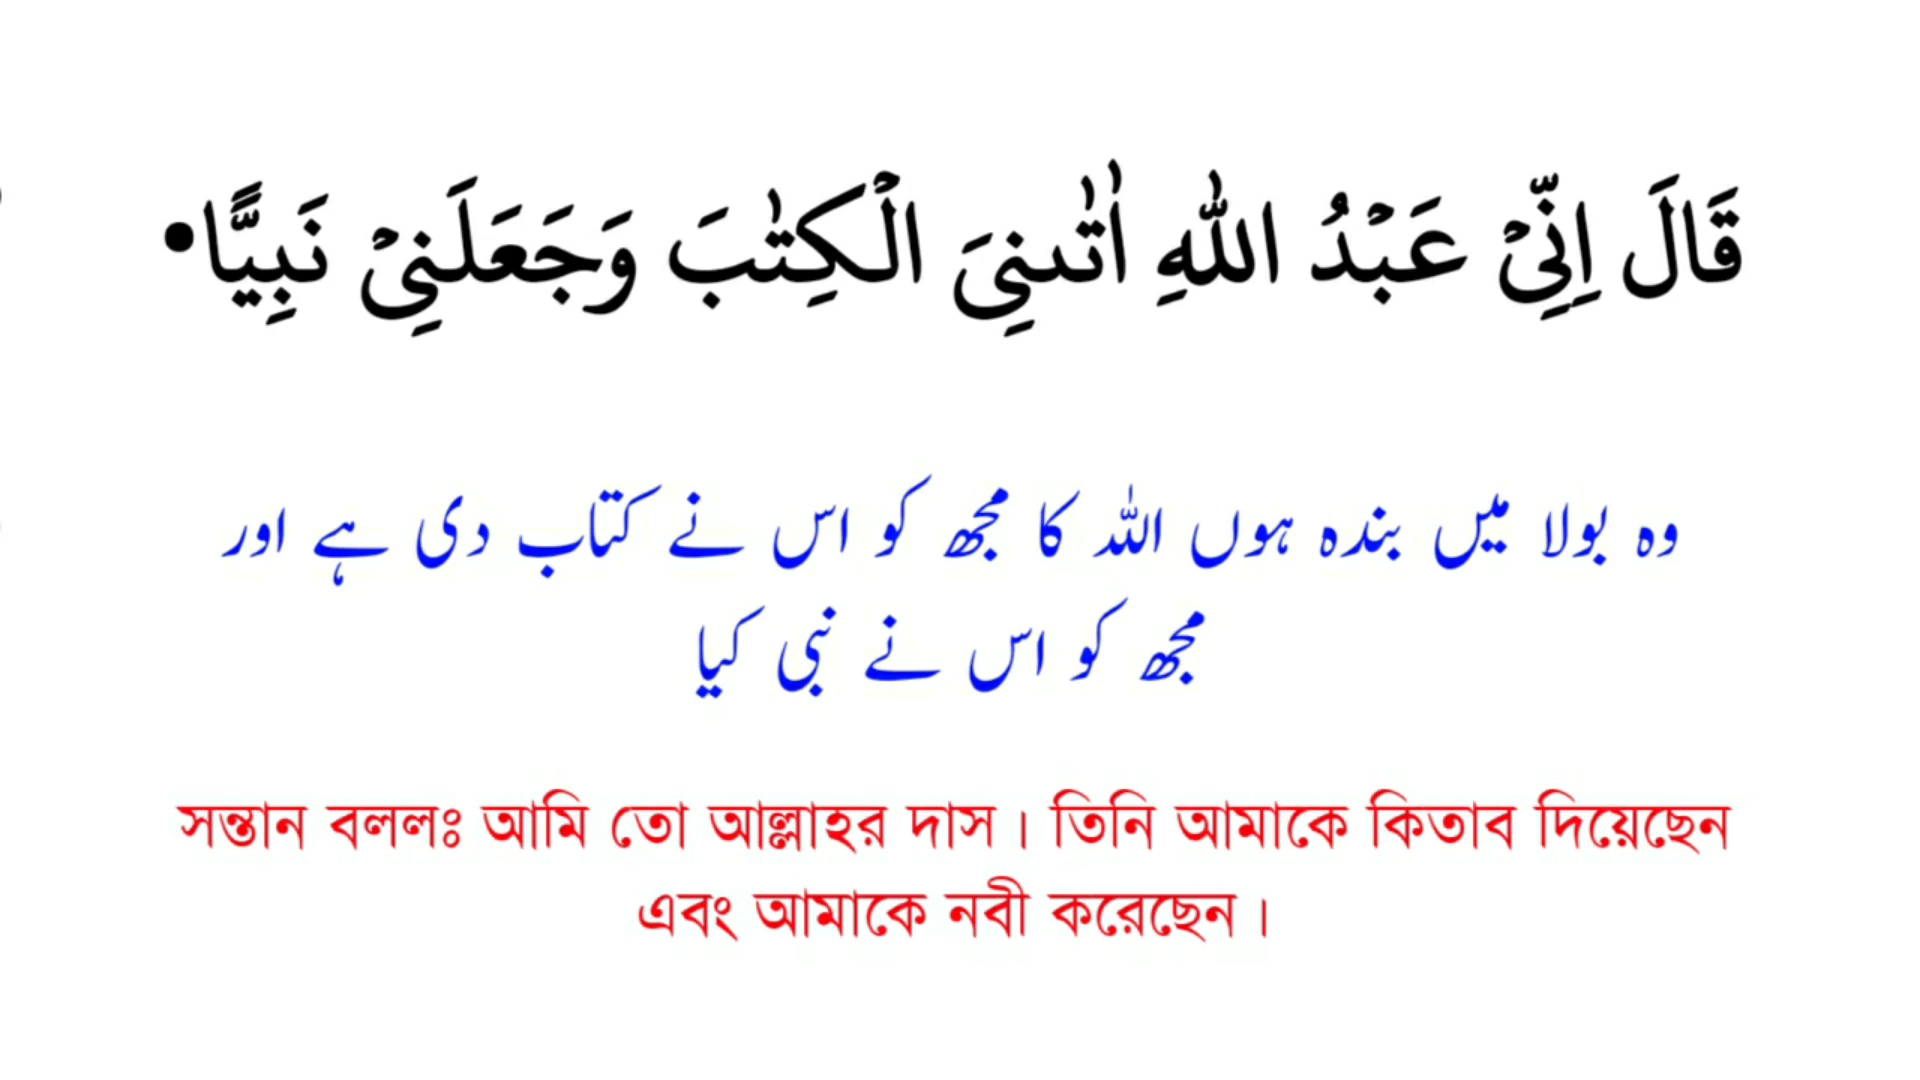 قَالَ اِنِّیْ عَبْدُ اللّٰهِ اٰتٰىنِیَ الْكِتٰبَ وَجَعَلَنِیْ نَبِیًّا•
وہ بولا میں بندہ ہوں اللہ کا مجھ کو اس نے کتاب دی ہے اور
مجھ کو اس نے نبی کیا
সন্তান বললঃ আমি তো আল্লাহর দাস। তিনি আমাকে কিতাব দিয়েছেন
এবং আমাকে নবী করেছেন।